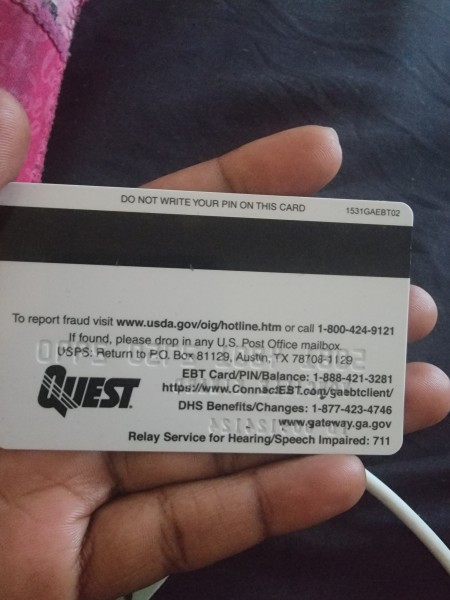 DO NOT WRITE YOUR PIN ON THIS CARD 1531GAEBT02
To report fraud visit www.usda.gov/oig/hotline.htm or call 1-800-424-9121
If found, please drop in any U.S. Post Office mailbox
USPS: Return to P.O. Box 81129, Austin, TX 78708-1129
EBT Card/PIN/Balance: 1-888-421-3281
https://www.ConnectEBT.com/gaebtclient/
DHS Benefits/Changes: 1-877-423-4746
www.gateway.ga.gov
Relay Service for Hearing/Speech Impaired: 711
QUEST